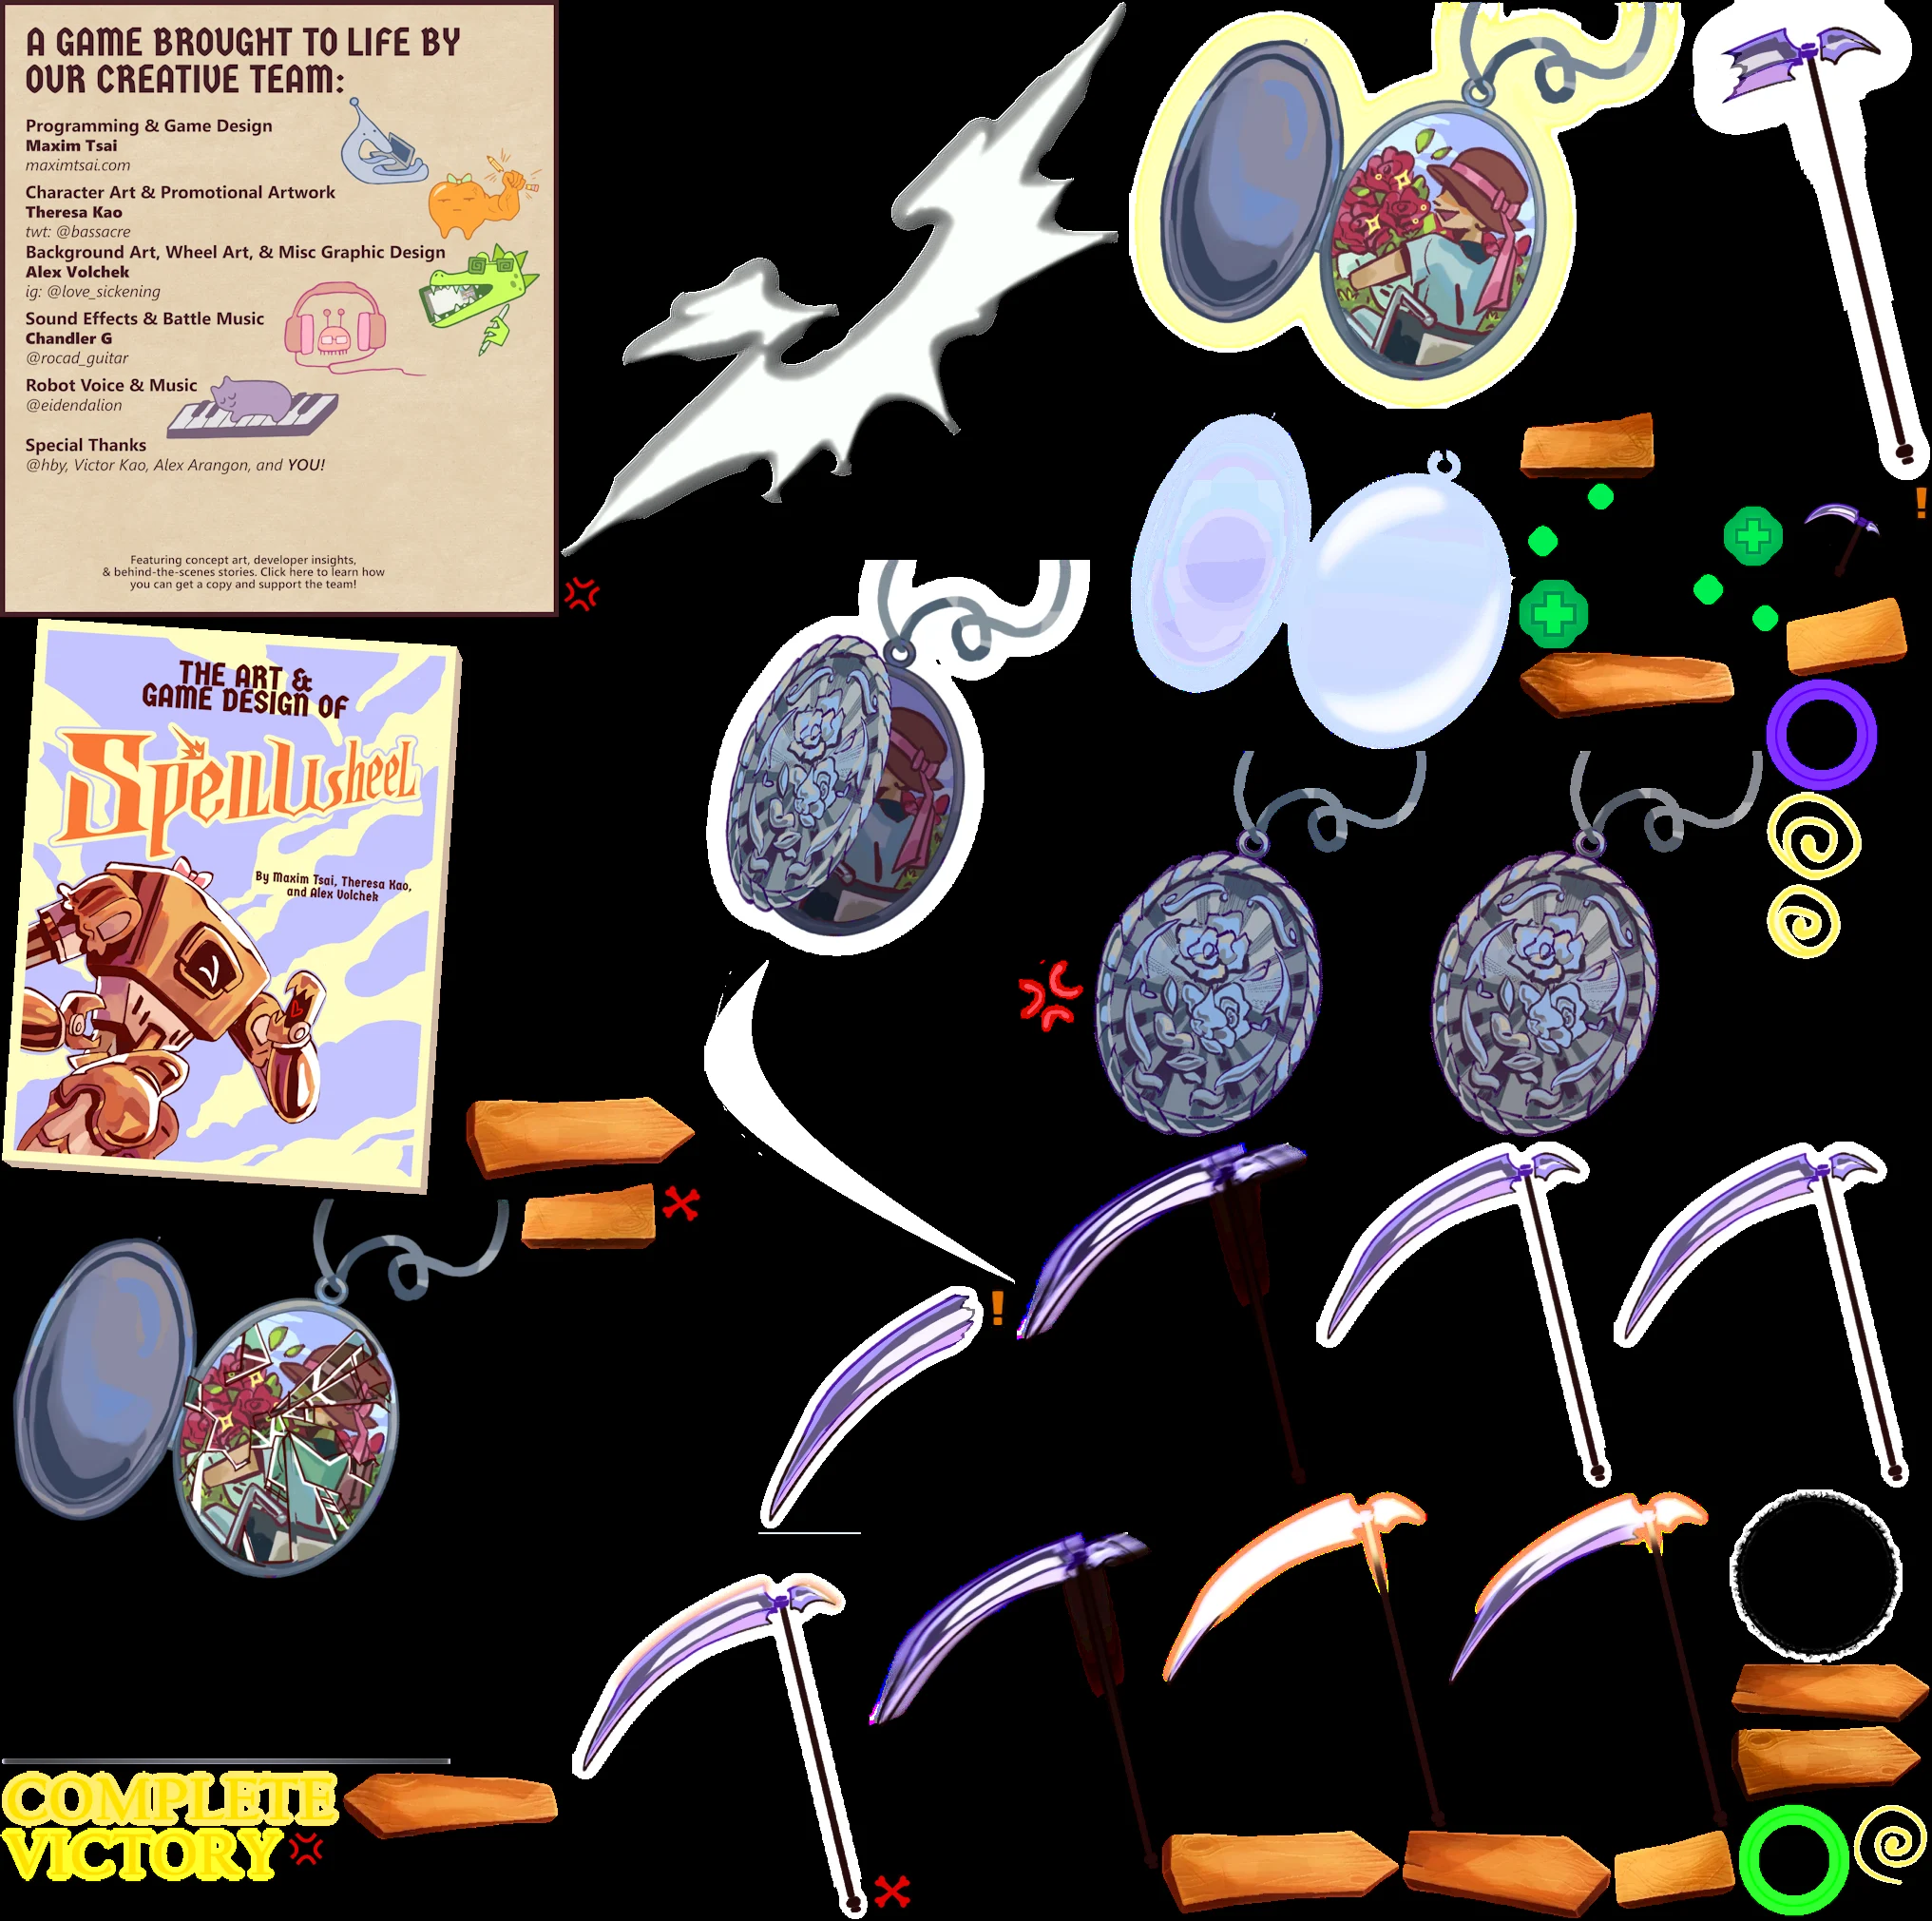 A GAME BROUGHT TO LIFE BY
OUR CREATIVE TEAM:
Programming & Game Design
Maxim Tsai
maximtsai.com
Character Art & Promotional Artwork
Theresa Kao
twt: @bassacre
Background Art, Wheel Art, & Misc Graphic Design
Alex Volchek
ig: @love_sickening
Sound Effects & Battle Music
Chandler G
@rocad_guitar
Robot Voice & Music
@eidendalion
Special Thanks
@hby, Victor Kao, Alex Arangon, and YOU!
Featuring concept art, developer insights,
& behind-the-scenes stories. Click here to learn how
you can get a copy and support the team!
THE ART &
GAME DESIGN OF
Spellwheel
By Maxim Tsai, Theresa Kao,
and Alex Volchek
!
!
COMPLETE
VICTORY